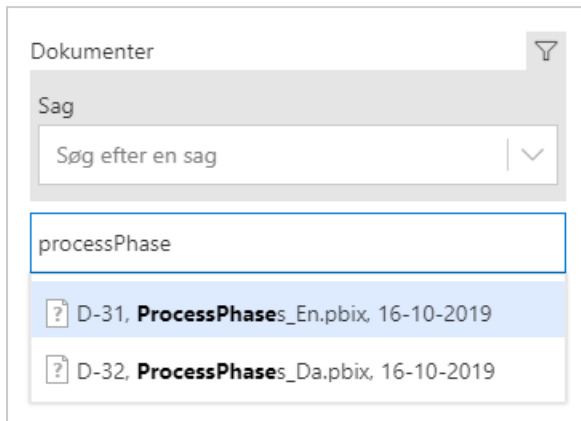 Dokumenter
Sag
Søg efter en sag
processPhase
D-31, ProcessPhases_En.pbix, 16-10-2019
D-32, ProcessPhases_Da.pbix, 16-10-2019